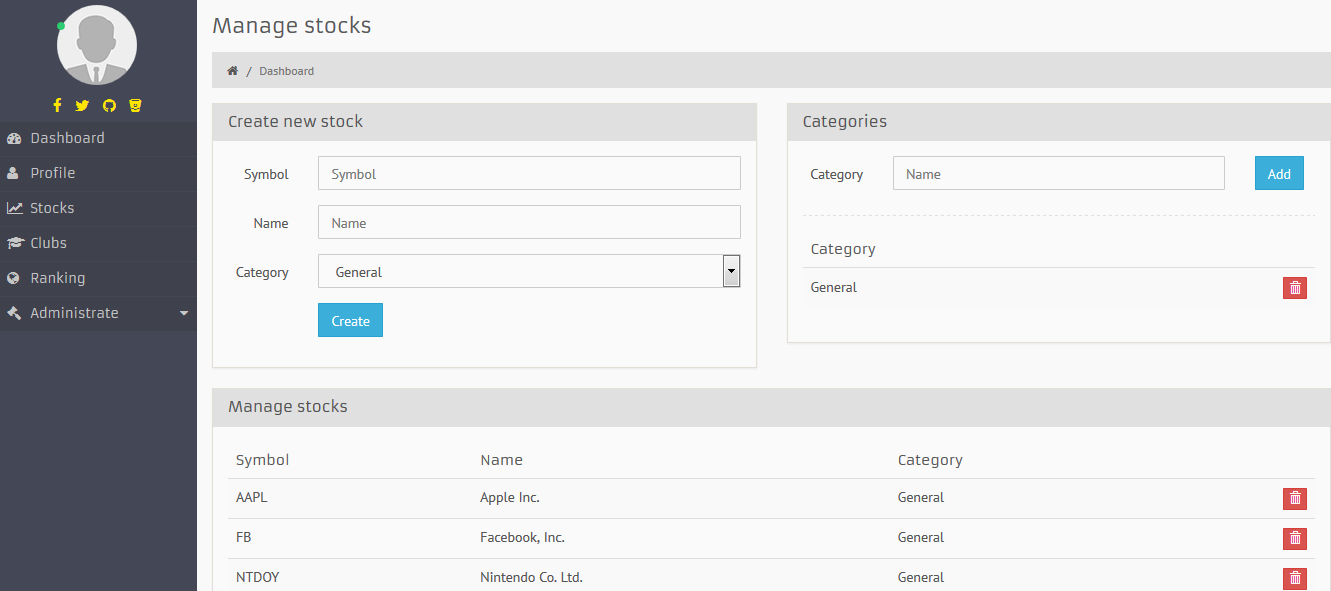 Manage stocks
/ Dashboard
Dashboard
Profile
Stocks
Clubs
Ranking
Administrate
Create new stock
Symbol Symbol
Name Name
Category General
Create
Categories
Category Name Add
Category
General
Manage stocks
Symbol Name Category
AAPL Apple Inc. General
FB Facebook, Inc. General
NTDOY Nintendo Co. Ltd. General